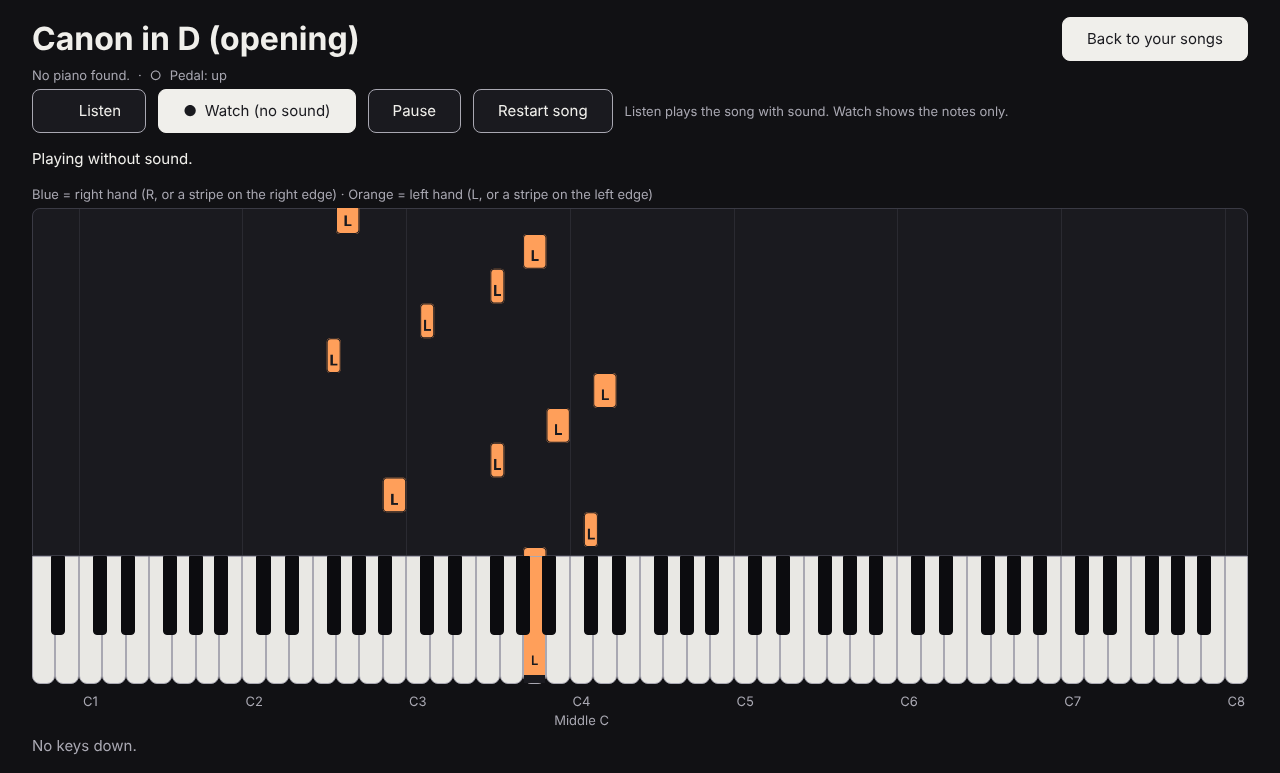 Canon in D (opening)
Back to your songs
No piano found. · Pedal: up
Listen
Watch (no sound)
Pause
Restart song
Listen plays the song with sound. Watch shows the notes only.
Playing without sound.
Blue = right hand (R, or a stripe on the right edge) · Orange = left hand (L, or a stripe on the left edge)
L
L
L
L
L
L
L
L
L
L
L
C1 C2 C3 C4 C5 C6 C7 C8
Middle C
No keys down.